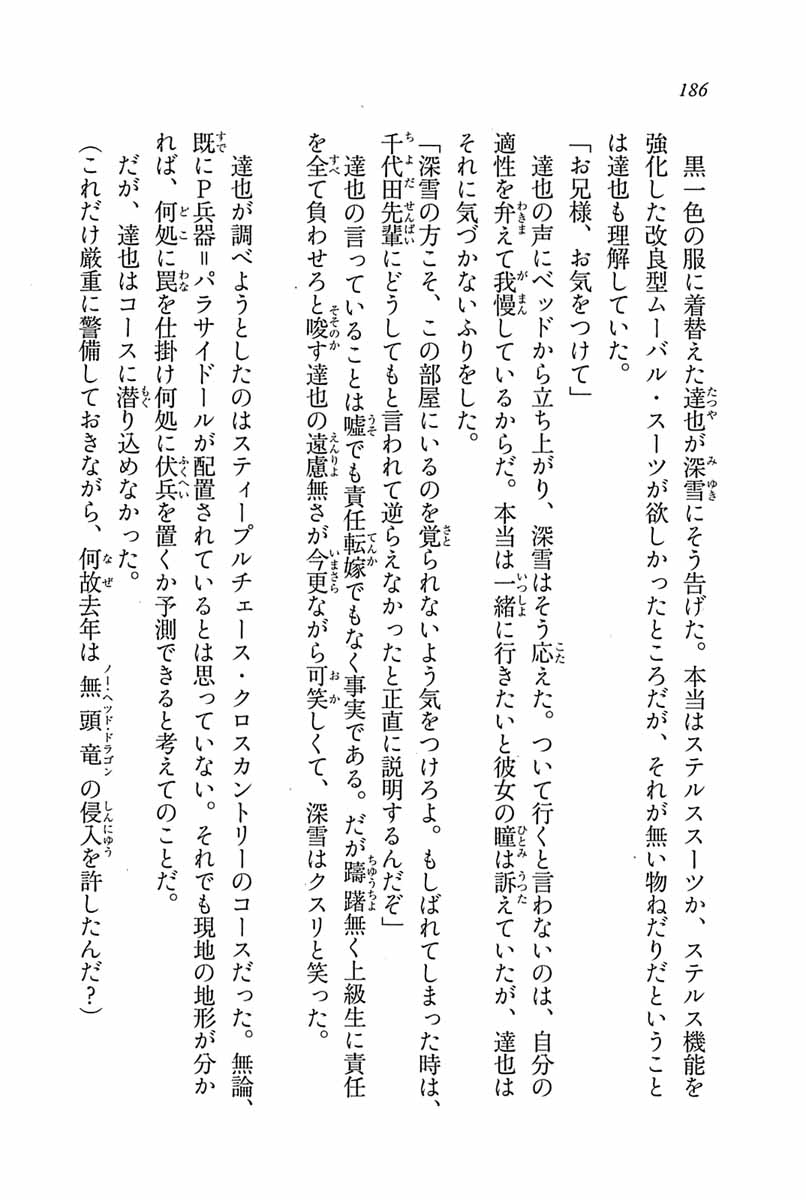 186
黒一色の服に着替えた達也が深雪にそう告げた。本当はステルススーツか、ステルス機能を
強化した改良型ムーバル・スーツが欲しかったところだが、それが無い物ねだりだということ
は達也も理解していた。
「お兄様、お気をつけて」
達也の声にベッドから立ち上がり、深雪はそう応えた。ついて行くと言わないのは、自分の
適性を弁えて我慢しているからだ。本当は一緒に行きたいと彼女の瞳は訴えていたが、達也は
それに気づかないふりをした。
「深雪の方こそ、この部屋にいるのを覚られないよう気をつけろよ。もしばれてしまった時は、
千代田先輩にどうしてもと言われて逆らえなかったと正直に説明するんだぞ」
達也の言っていることは嘘でも責任転嫁でもなく事実である。だが躊躇無く上級生に責任
を全て負わせろと唆す達也の遠慮無さが今更ながら可笑しくて、深雪はクスリと笑った。
達也が調べようとしたのはスティープルチェース・クロスカントリーのコースだった。無論、
既にP兵器＝パラサイドールが配置されているとは思っていない。それでも現地の地形が分か
れば、何処に罠を仕掛け何処に伏兵を置くか予測できると考えてのことだ。
だが、達也はコースに潜り込めなかった。
（これだけ厳重に警備しておきながら、何故去年は無頭竜の侵入を許したんだ？）